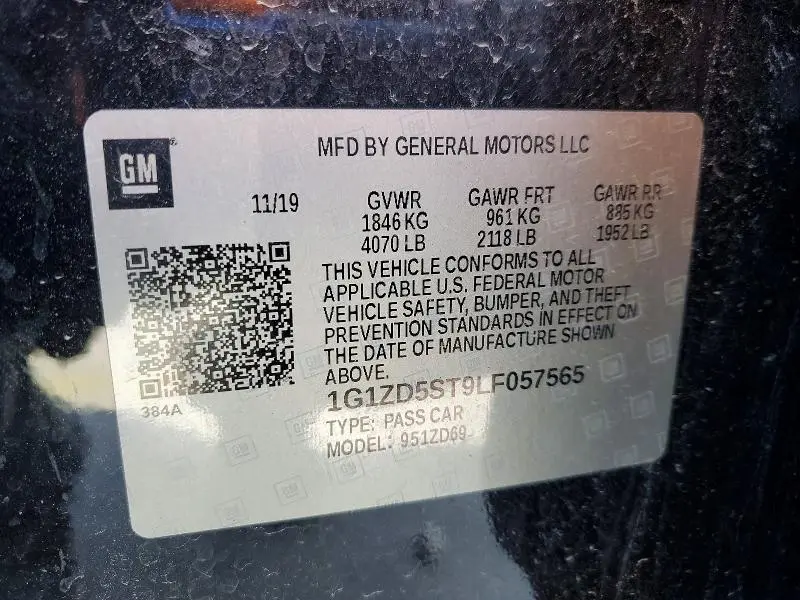 GM
MFD BY GENERAL MOTORS LLC
11/19 GVWR GAWR FRT GAWR RR
1846 KG 961 KG 885 KG
4070 LB 2118 LB 1952 LB
THIS VEHICLE CONFORMS TO ALL
APPLICABLE U.S. FEDERAL MOTOR
VEHICLE SAFETY, BUMPER, AND THEFT
PREVENTION STANDARDS IN EFFECT ON
THE DATE OF MANUFACTURE SHOWN
ABOVE.
384A
1G1ZD5ST9LF057565
TYPE: PASS CAR
MODEL: 951ZD69